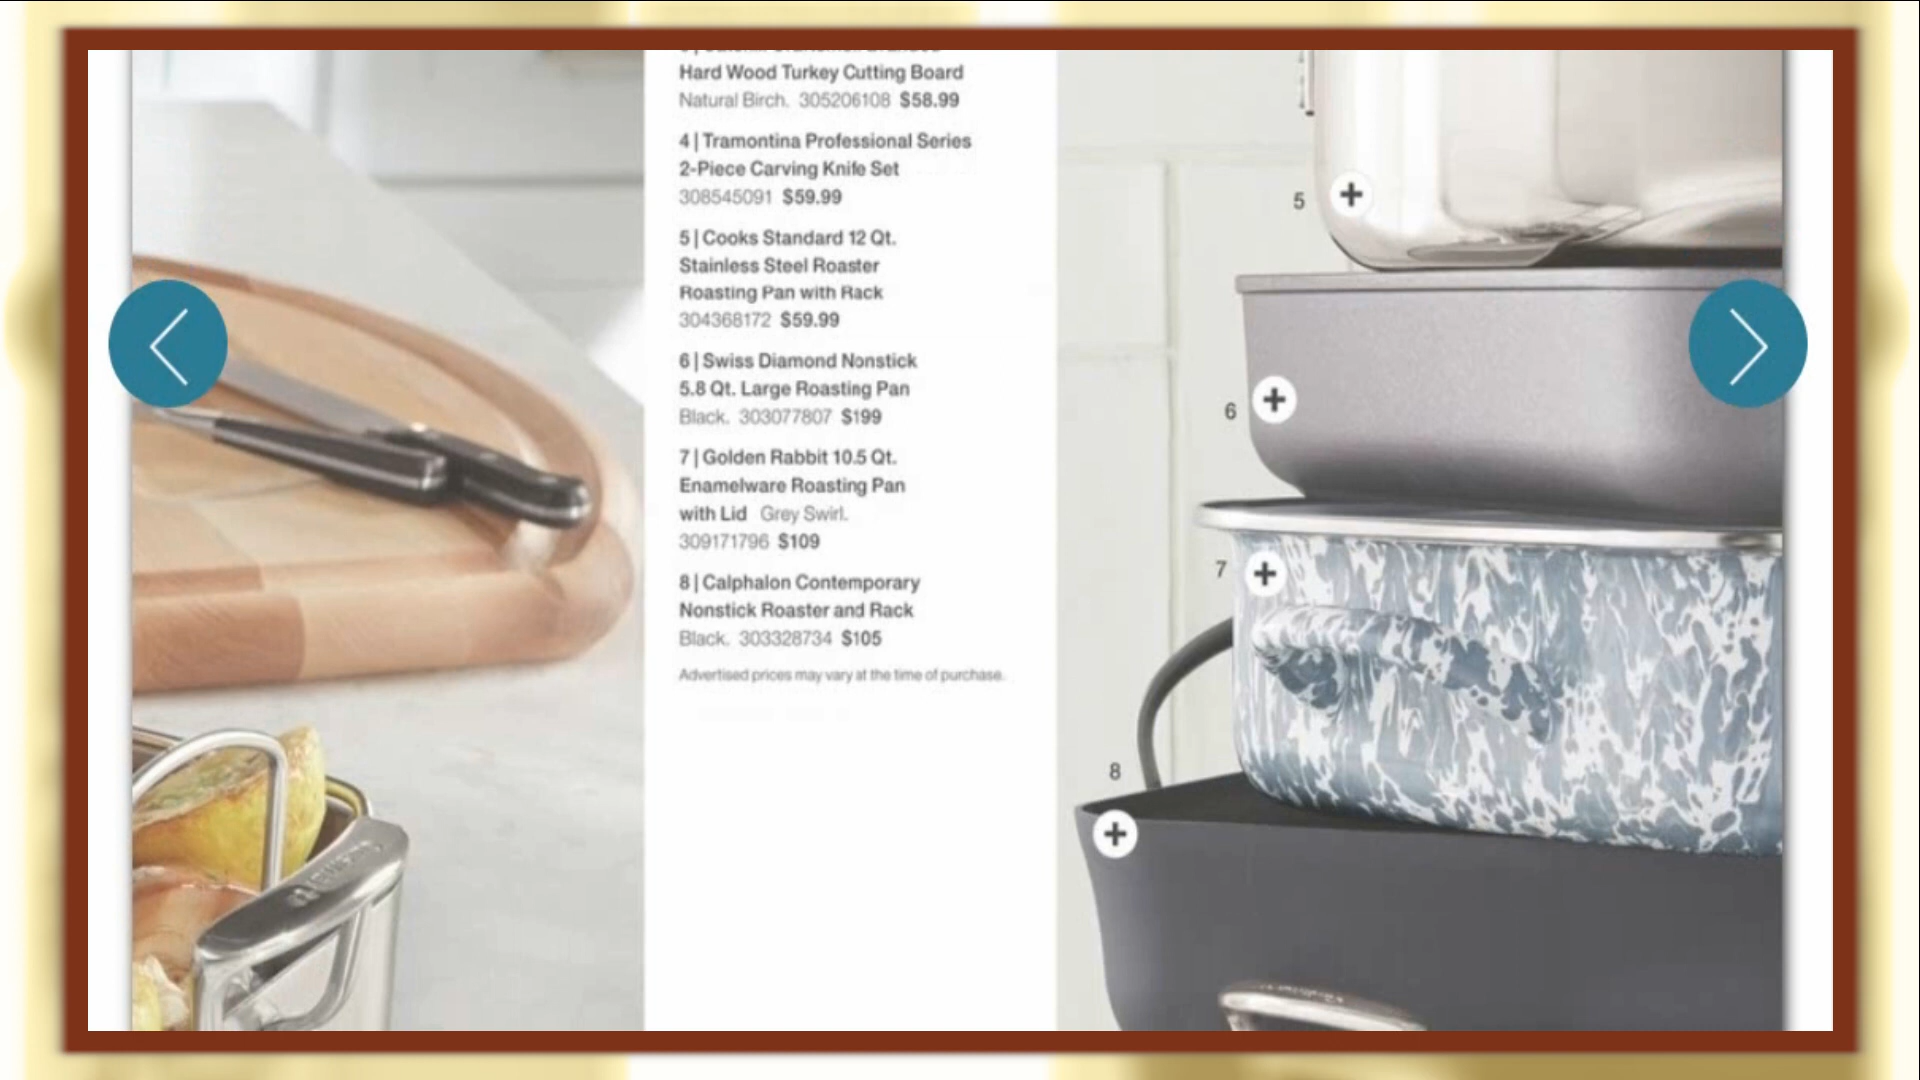 Hard Wood Turkey Cutting Board
Natural Birch. 305206108 $58.99
4 | Tramontina Professional Series
2-Piece Carving Knife Set
308545091 $59.99
5 | Cooks Standard 12 Qt.
Stainless Steel Roaster
Roasting Pan with Rack
304368172 $59.99
6 | Swiss Diamond Nonstick
5.8 Qt. Large Roasting Pan
Black. 303077807 $199
7 | Golden Rabbit 10.5 Qt.
Enamelware Roasting Pan
with Lid Grey Swirl.
309171796 $109
8 | Calphalon Contemporary
Nonstick Roaster and Rack
Black. 303328734 $105
Advertised prices may vary at the time of purchase.
5
6
7
8